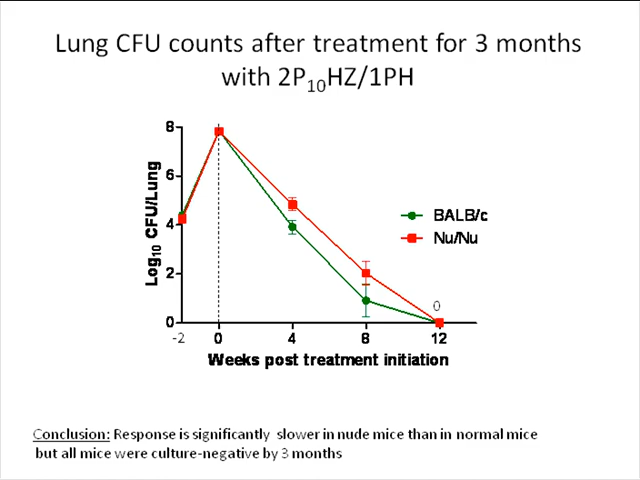 Lung CFU counts after treatment for 3 months
with 2P₁₀HZ/1PH
8
6
4
2
0
Log₁₀ CFU/Lung
BALB/c
Nu/Nu
0
-2 0 4 8 12
Weeks post treatment initiation
Conclusion: Response is significantly slower in nude mice than in normal mice
but all mice were culture-negative by 3 months